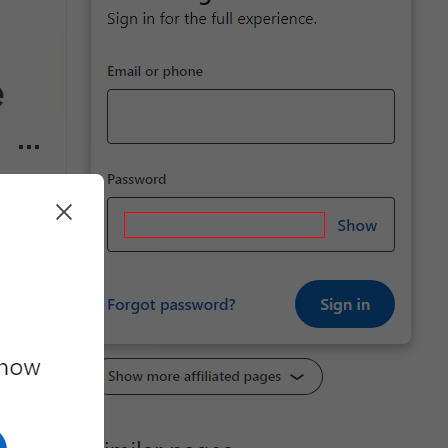 Sign in for the full experience.
Email or phone
Password
Show
Forgot password?
Sign in
Show more affiliated pages